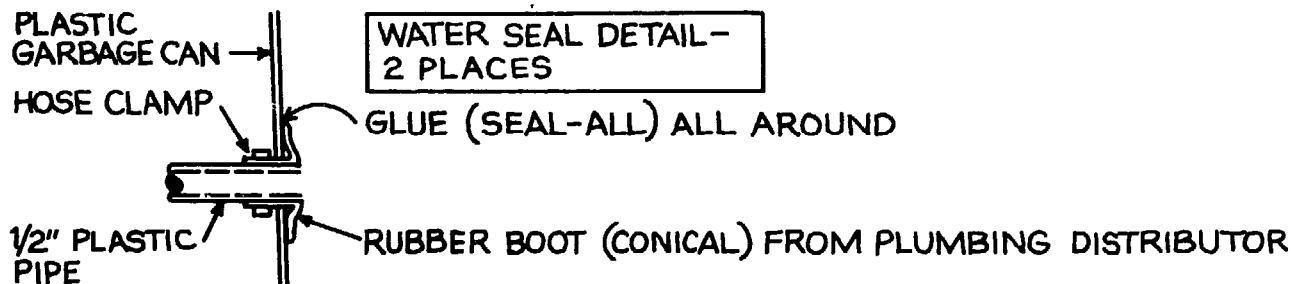 PLASTIC
GARBAGE CAN
WATER SEAL DETAIL-
2 PLACES
HOSE CLAMP
GLUE (SEAL-ALL) ALL AROUND
1/2" PLASTIC
PIPE
RUBBER BOOT (CONICAL) FROM PLUMBING DISTRIBUTOR